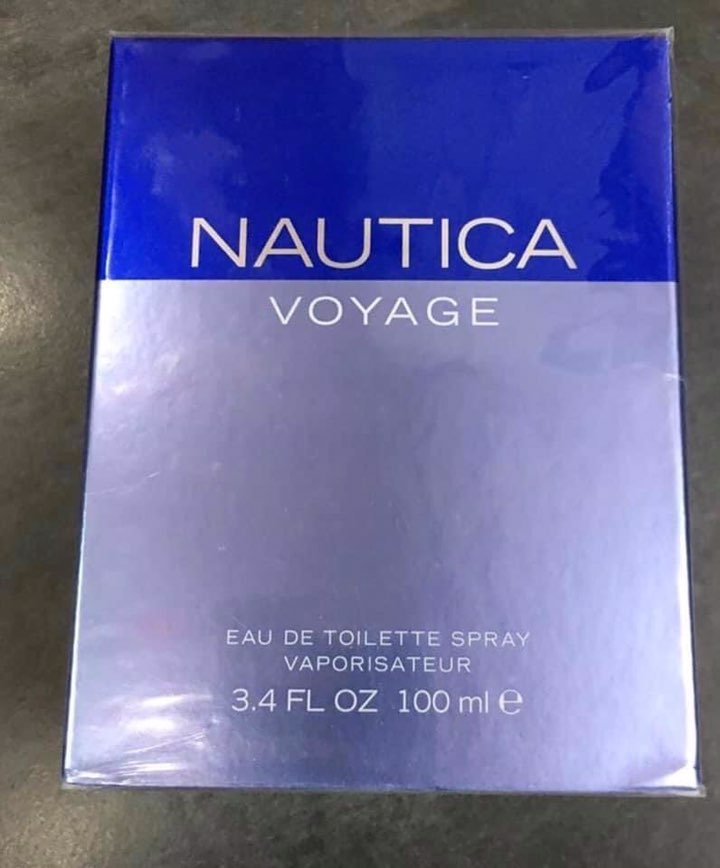 NAUTICA
VOYAGE
EAU DE TOILETTE SPRAY
VAPORISATEUR
3.4 FL OZ 100 ml ℮